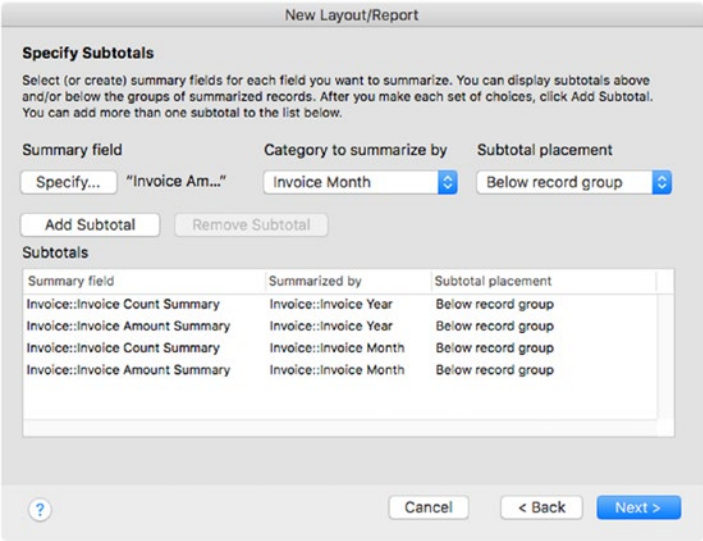 New Layout/Report
Specify Subtotals
Select (or create) summary fields for each field you want to summarize. You can display subtotals above
and/or below the groups of summarized records. After you make each set of choices, click Add Subtotal.
You can add more than one subtotal to the list below.
Summary field Category to summarize by Subtotal placement
Specify... "Invoice Am..." Invoice Month Below record group
Add Subtotal Remove Subtotal
Subtotals
Summary field Summarized by Subtotal placement
Invoice::Invoice Count Summary Invoice::Invoice Year Below record group
Invoice::Invoice Amount Summary Invoice::Invoice Year Below record group
Invoice::Invoice Count Summary Invoice::Invoice Month Below record group
Invoice::Invoice Amount Summary Invoice::Invoice Month Below record group
? Cancel < Back Next >